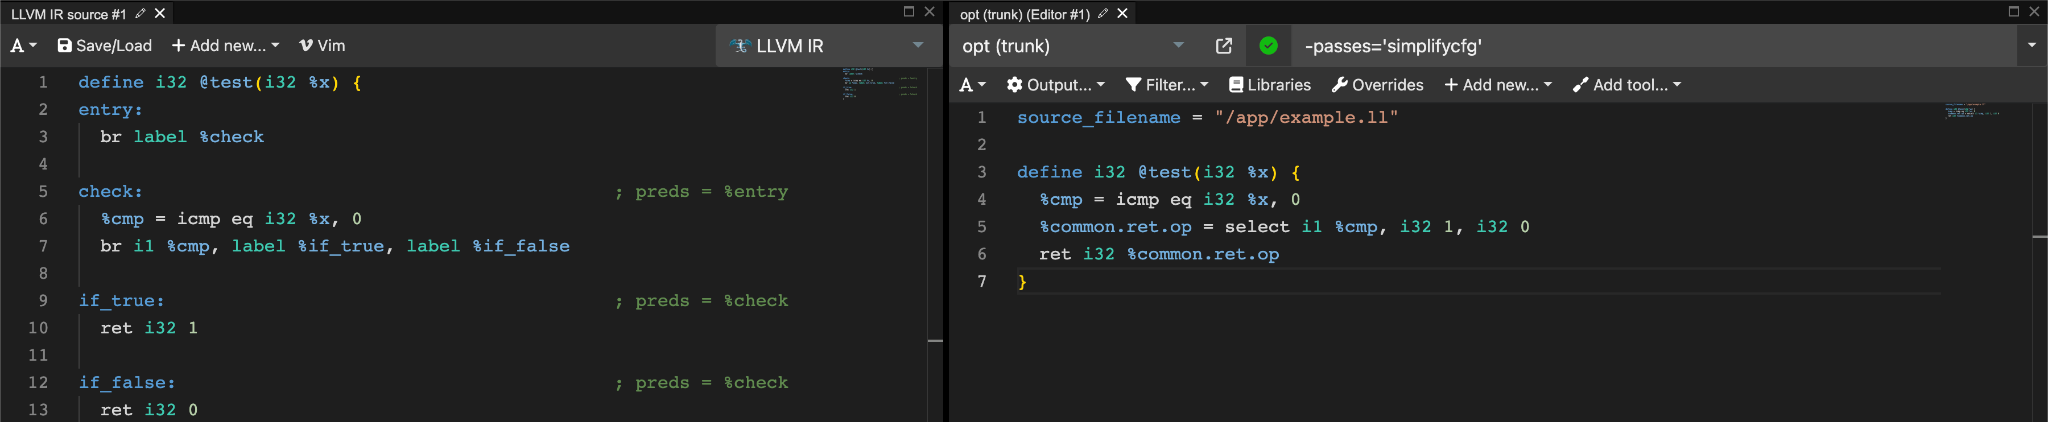 LLVM IR source #1
A Save/Load + Add new... Vim LLVM IR
1 define i32 @test(i32 %x) {
2 entry:
3 br label %check
4
5 check: ; preds = %entry
6 %cmp = icmp eq i32 %x, 0
7 br i1 %cmp, label %if_true, label %if_false
8
9 if_true: ; preds = %check
10 ret i32 1
11
12 if_false: ; preds = %check
13 ret i32 0
opt (trunk) (Editor #1)
opt (trunk) -passes='simplifycfg'
A Output... Filter... Libraries Overrides + Add new... Add tool...
1 source_filename = "/app/example.ll"
2
3 define i32 @test(i32 %x) {
4 %cmp = icmp eq i32 %x, 0
5 %common.ret.op = select i1 %cmp, i32 1, i32 0
6 ret i32 %common.ret.op
7 }